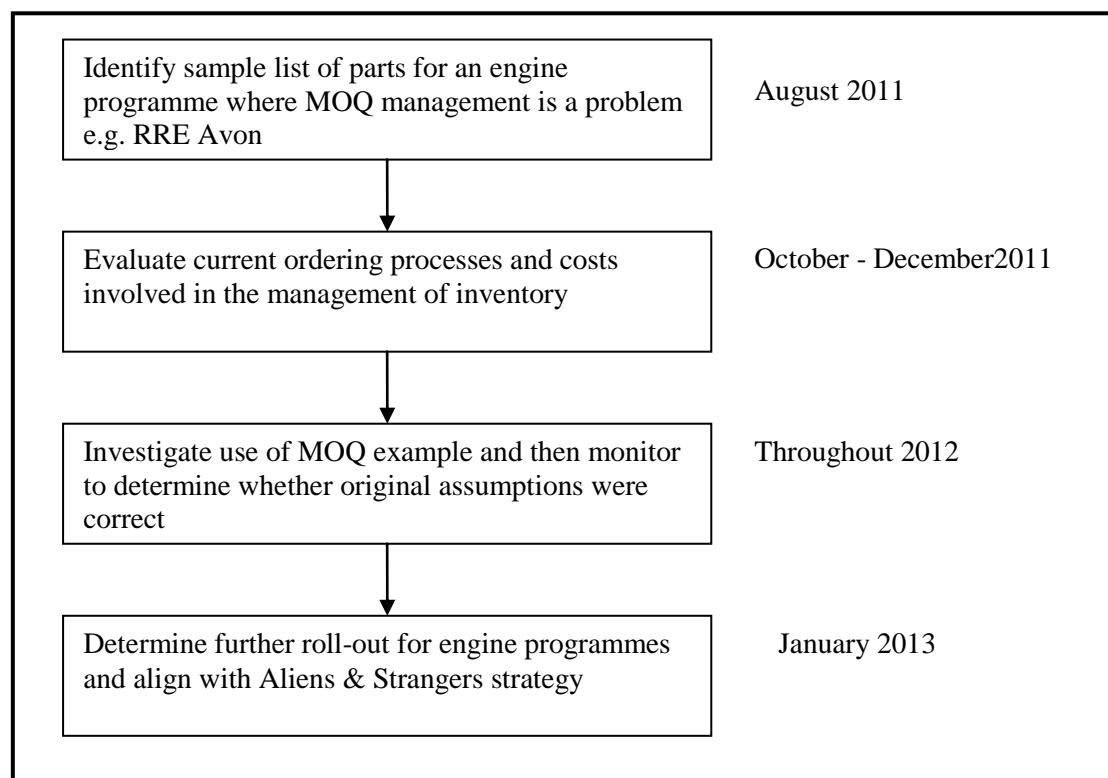 Identify sample list of parts for an engine
programme where MOQ management is a problem
e.g. RRE Avon
August 2011
Evaluate current ordering processes and costs
involved in the management of inventory
October - December2011
Investigate use of MOQ example and then monitor
to determine whether original assumptions were
correct
Throughout 2012
Determine further roll-out for engine programmes
and align with Aliens & Strangers strategy
January 2013